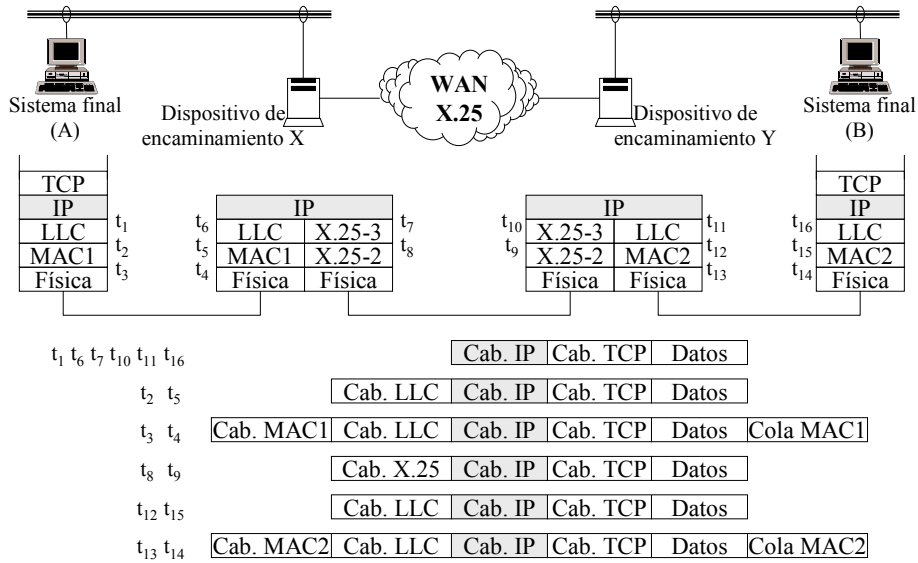 WAN
X.25
Sistema final
(A)
Dispositivo de
encaminamiento X
Dispositivo de
encaminamiento Y
Sistema final
(B)
TCP
IP
LLC
MAC1
Física
t1
t2
t3
t6
t5
t4
IP
LLC X.25-3
MAC1 X.25-2
Física Física
t7
t8
t10
t9
IP
X.25-3 LLC
X.25-2 MAC2
Física Física
t11
t12
t13
t16
t15
t14
TCP
IP
LLC
MAC2
Física
t1 t6 t7 t10 t11 t16 Cab. IP Cab. TCP Datos
t2 t5 Cab. LLC Cab. IP Cab. TCP Datos
t3 t4 Cab. MAC1 Cab. LLC Cab. IP Cab. TCP Datos Cola MAC1
t8 t9 Cab. X.25 Cab. IP Cab. TCP Datos
t12 t15 Cab. LLC Cab. IP Cab. TCP Datos
t13 t14 Cab. MAC2 Cab. LLC Cab. IP Cab. TCP Datos Cola MAC2